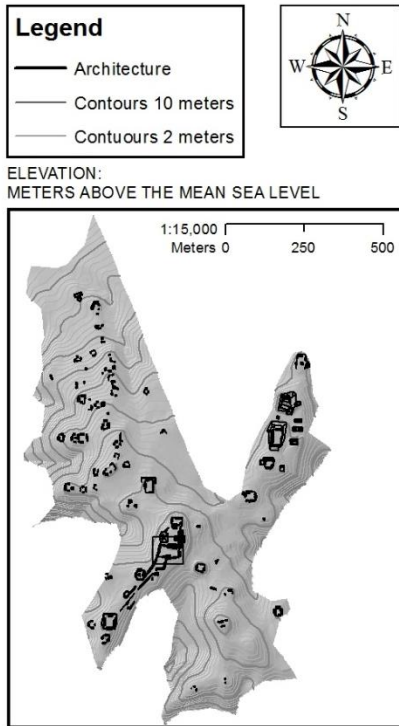 Legend
Architecture
Contours 10 meters
Contuours 2 meters
N
W E
S
ELEVATION:
METERS ABOVE THE MEAN SEA LEVEL
1:15,000
Meters 0 250 500